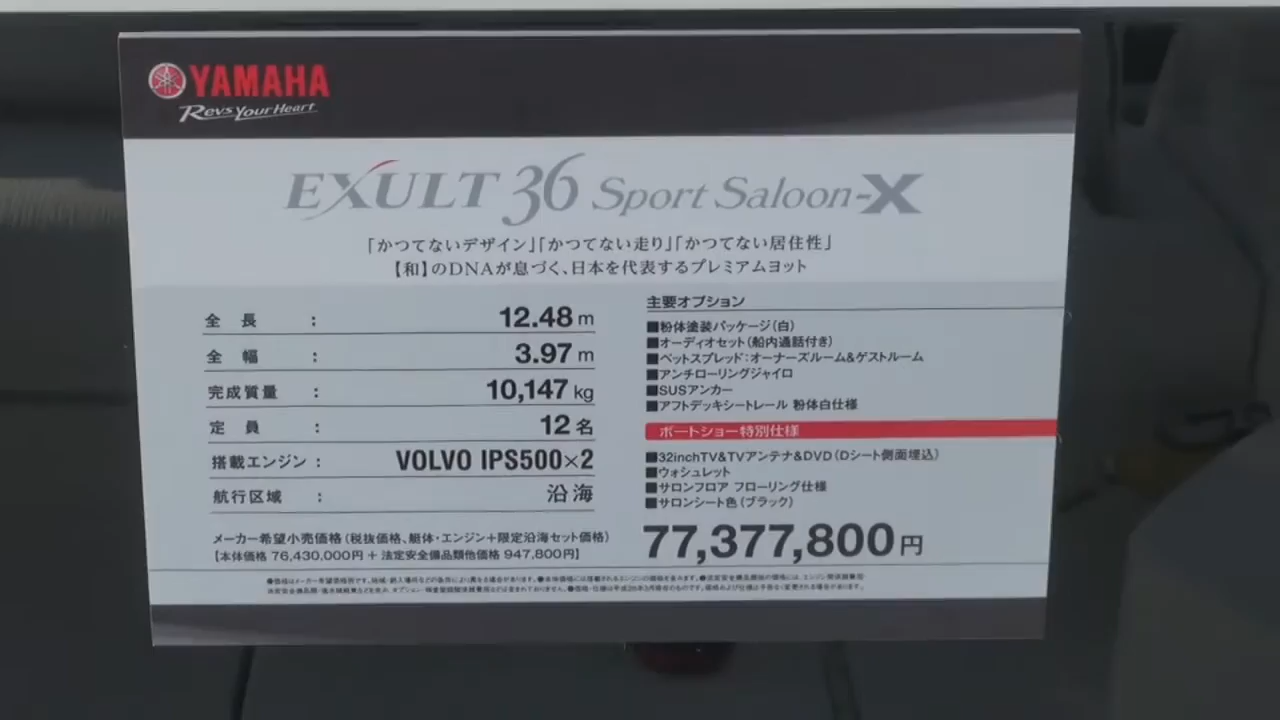 YAMAHA
Revs Your Heart
EXULT 36 Sport Saloon-X
「かつてないデザイン」「かつてない走り」「かつてない居住性」
【和】のDNAが息づく、日本を代表するプレミアムヨット
全長 : 12.48 m
全幅 : 3.97 m
完成質量 : 10,147 kg
定員 : 12 名
搭載エンジン : VOLVO IPS500×2
航行区域 : 沿海
メーカー希望小売価格(税抜価格、艇体・エンジン+限定沿海セット価格)
【本体価格 76,430,000円 + 法定安全備品類他価格 947,800円】
主要オプション
■粉体塗装パッケージ(白)
■オーディオセット(船内通話付き)
■ベットスプレッド:オーナーズルーム&ゲストルーム
■アンチローリングジャイロ
■SUSアンカー
■アフトデッキシートレール 粉体白仕様
ボートショー特別仕様
■32inchTV&TVアンテナ&DVD(Dシート側面埋込)
■ウォシュレット
■サロンフロア フローリング仕様
■サロンシート色(ブラック)
77,377,800円